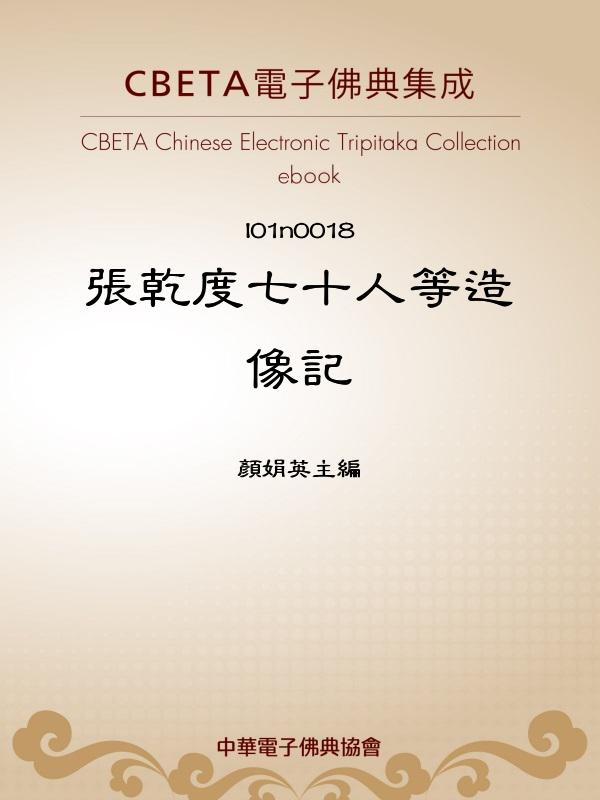 CBETA電子佛典集成
CBETA Chinese Electronic Tripitaka Collection
ebook
I01n0018
張乾度七十人等造
像記
顏娟英主編
中華電子佛典協會